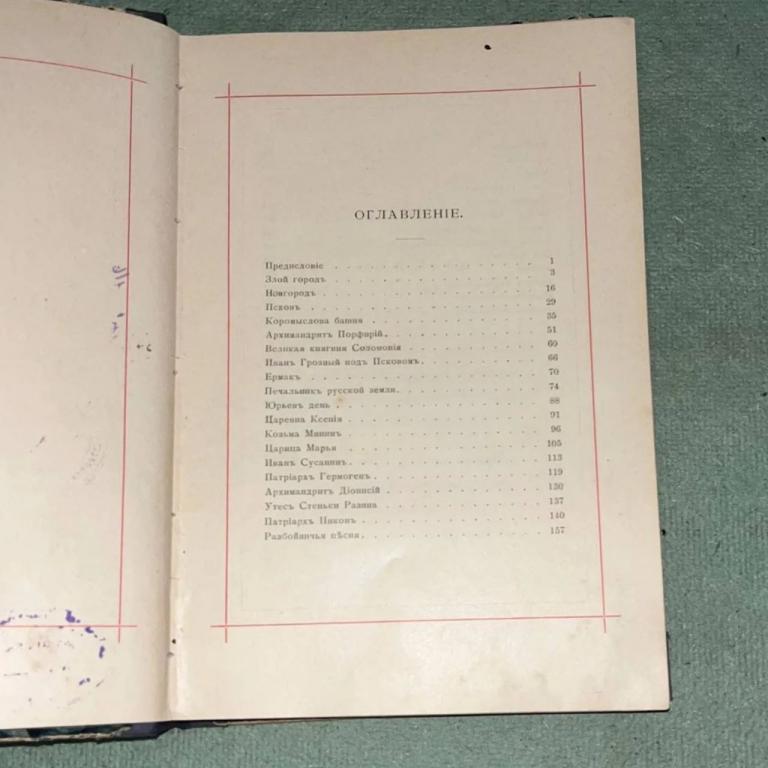 ОГЛАВЛЕНІЕ.
Предисловіе . . . . . . . . . . . . . . 1
Злой городъ . . . . . . . . . . . . . . 3
Новгородъ . . . . . . . . . . . . . . 16
Псковъ . . . . . . . . . . . . . . 29
Коромыслова башня . . . . . . . . . . . . 35
Архимандритъ Порфирій . . . . . . . . . . . 51
Великая княгиня Соломонія . . . . . . . . . . 60
Иванъ Грозный подъ Псковомъ . . . . . . . . . 66
Ермакъ . . . . . . . . . . . . . . 70
Печальникъ русской земли . . . . . . . . . . 74
Юрьевъ день . . . . . . . . . . . . . 88
Царевна Ксенія . . . . . . . . . . . . 91
Козьма Мининъ . . . . . . . . . . . . 96
Царица Марья . . . . . . . . . . . . 105
Иванъ Сусанинъ . . . . . . . . . . . . 113
Патріархъ Гермогенъ . . . . . . . . . . . 119
Архимандритъ Діонисій . . . . . . . . . . 130
Утесъ Стеньки Разина . . . . . . . . . . 137
Патріархъ Никонъ . . . . . . . . . . . 140
Разбойничья пѣсня . . . . . . . . . . . 157